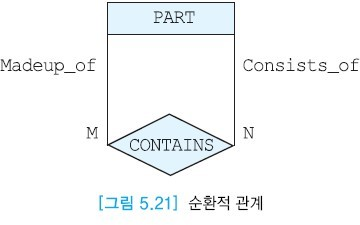 PART
Madeup_of Consists_of
M N
CONTAINS
[그림 5.21] 순환적 관계